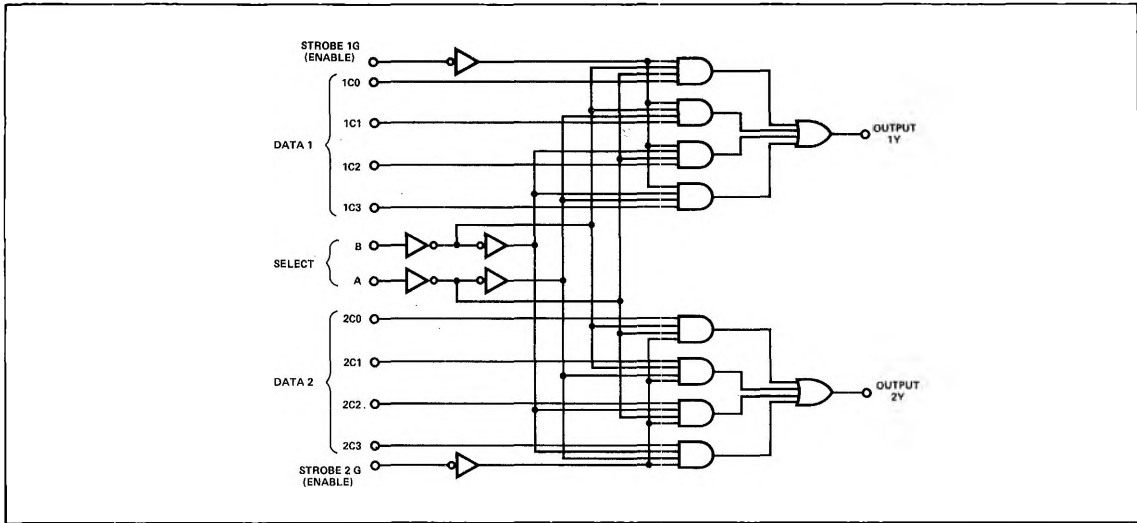 STROBE 1G
(ENABLE)
1C0
1C1
DATA 1
1C2
1C3
B
SELECT
A
2C0
2C1
DATA 2
2C2.
2C3
STROBE 2 G
(ENABLE)
OUTPUT
1Y
OUTPUT
2Y